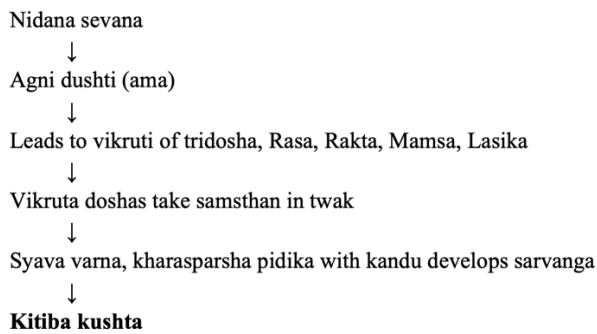 Nidana sevana
↓
Agni dushti (ama)
↓
Leads to vikruti of tridosha, Rasa, Rakta, Mamsa, Lasika
↓
Vikruta doshas take samsthan in twak
↓
Syava varna, kharasparsha pidika with kandu develops sarvanga
↓
Kitiba kushta